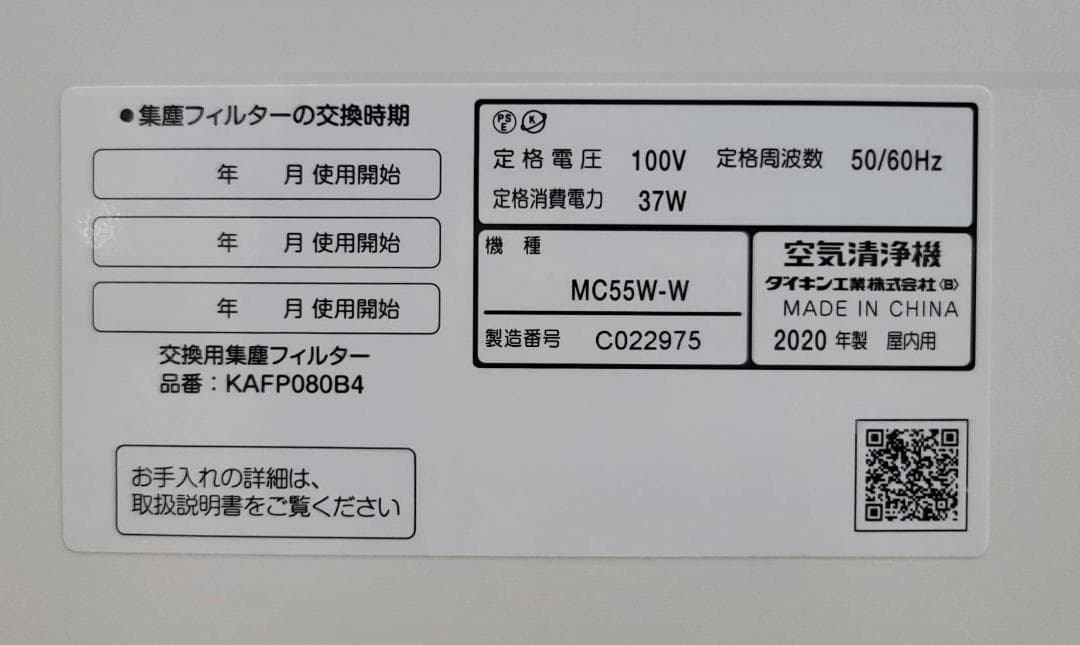 ●集塵フィルターの交換時期
年 月 使用開始
年 月 使用開始
年 月 使用開始
交換用集塵フィルター
品番：KAFP080B4
お手入れの詳細は、
取扱説明書をご覧ください
PS E K
定格電圧 100V 定格周波数 50/60Hz
定格消費電力 37W
機種
MC55W-W
製造番号 C022975
空気清浄機
ダイキン工業株式会社〈B〉
MADE IN CHINA
2020 年製 屋内用